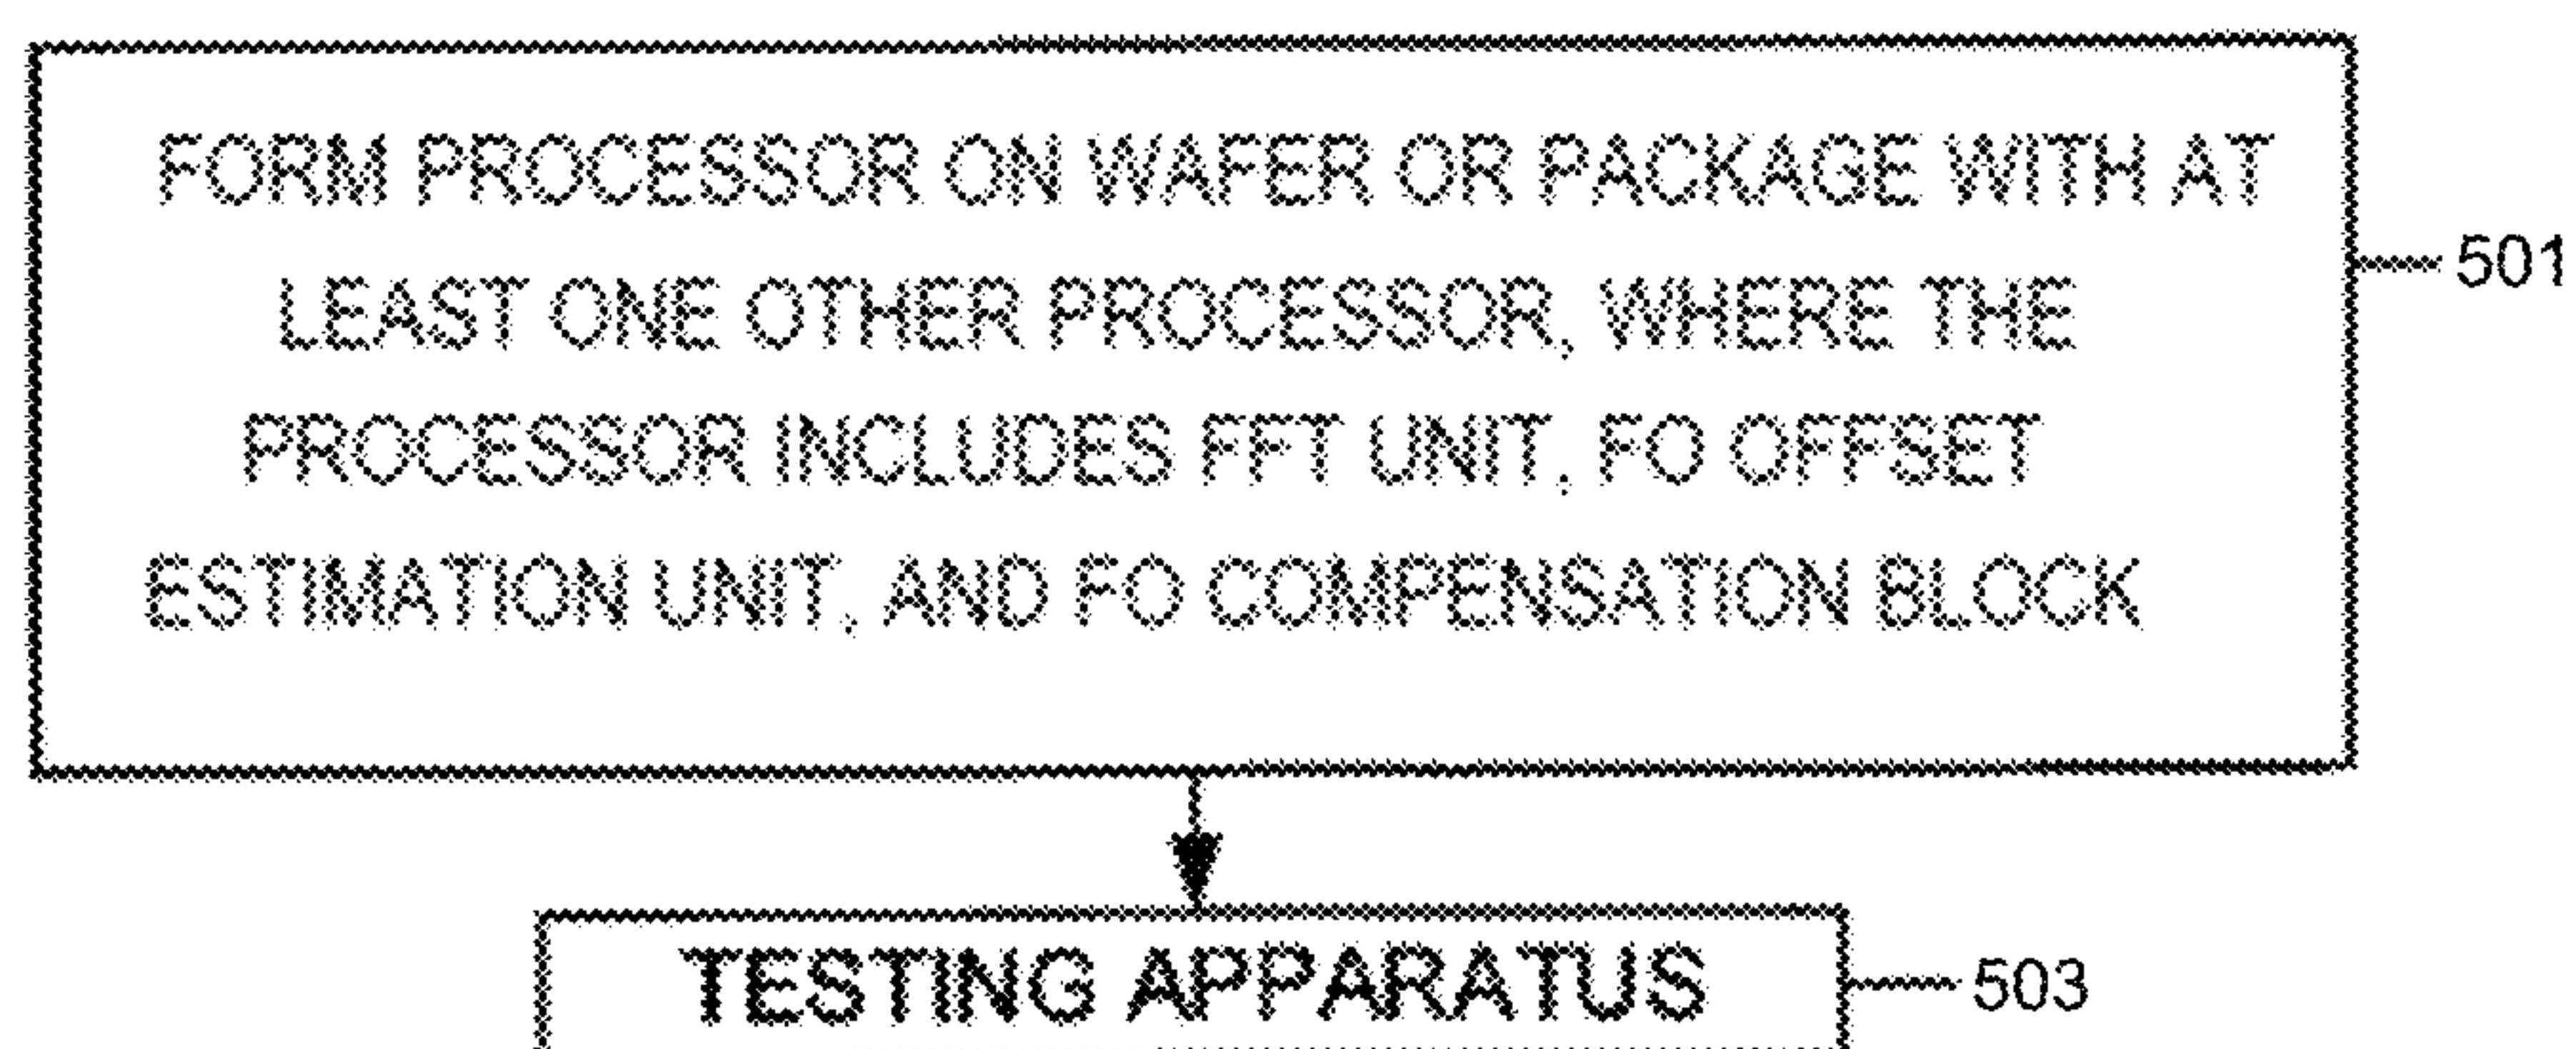 FORM PROCESSOR ON WAFER OR PACKAGE WITH AT
LEAST ONE OTHER PROCESSOR, WHERE THE
PROCESSOR INCLUDES FFT UNIT, FO OFFSET
ESTIMATION UNIT, AND FO COMPENSATION BLOCK
501
TESTING APPARATUS
503